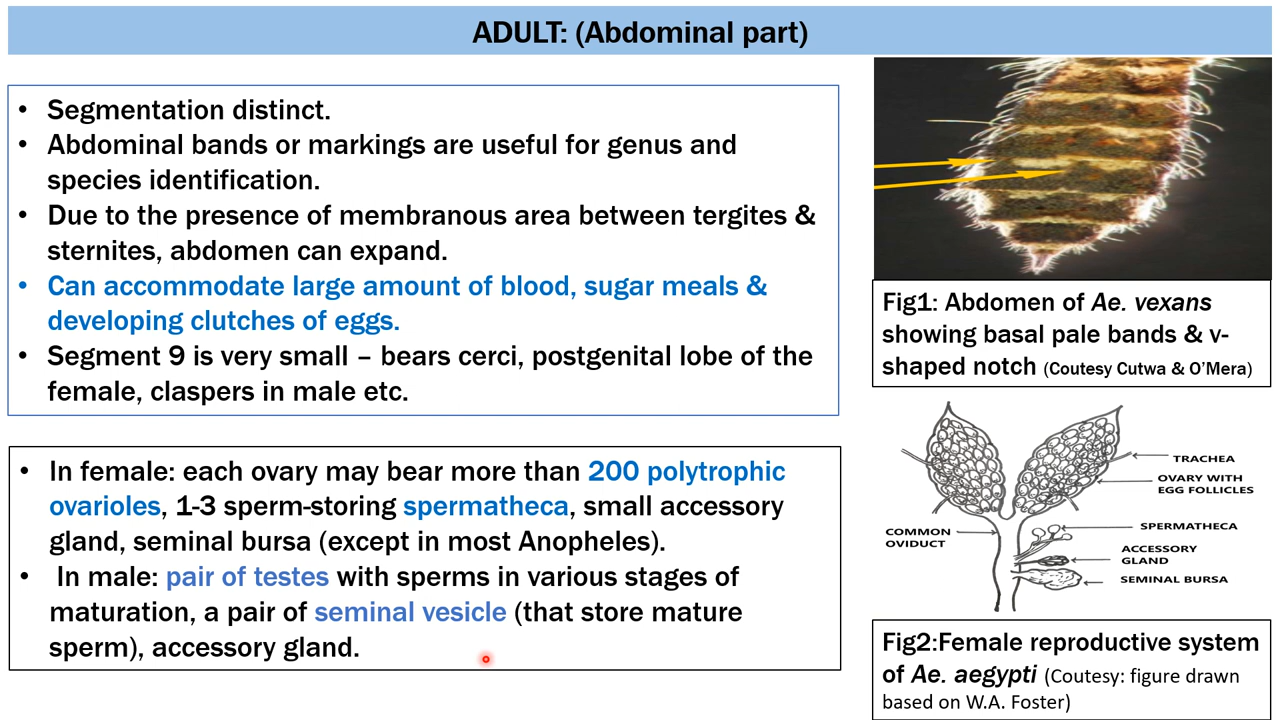 ADULT: (Abdominal part)
• Segmentation distinct.
• Abdominal bands or markings are useful for genus and
species identification.
• Due to the presence of membranous area between tergites &
sternites, abdomen can expand.
• Can accommodate large amount of blood, sugar meals &
developing clutches of eggs.
• Segment 9 is very small – bears cerci, postgenital lobe of the
female, claspers in male etc.
• In female: each ovary may bear more than 200 polytrophic
ovarioles, 1-3 sperm-storing spermatheca, small accessory
gland, seminal bursa (except in most Anopheles).
• In male: pair of testes with sperms in various stages of
maturation, a pair of seminal vesicle (that store mature
sperm), accessory gland.
Fig1: Abdomen of Ae. vexans
showing basal pale bands & v-
shaped notch (Coutesy Cutwa & O'Mera)
TRACHEA
OVARY WITH
EGG FOLLICLES
SPERMATHECA
COMMON
OVIDUCT
ACCESSORY
GLAND
SEMINAL BURSA
Fig2:Female reproductive system
of Ae. aegypti (Coutesy: figure drawn
based on W.A. Foster)